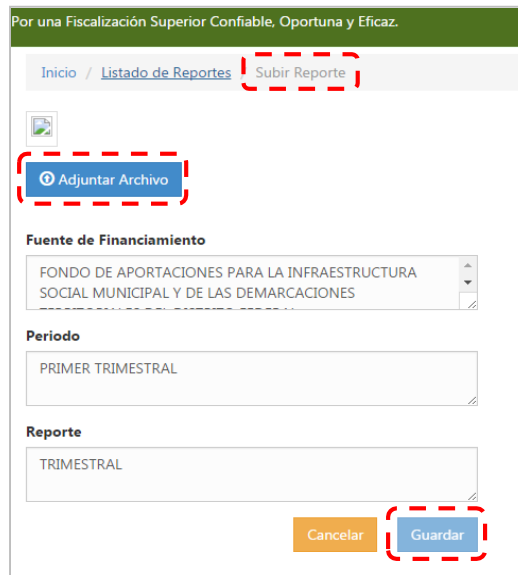 Por una Fiscalización Superior Confiable, Oportuna y Eficaz.
Inicio / Listado de Reportes / Subir Reporte
Adjuntar Archivo
Fuente de Financiamiento
FONDO DE APORTACIONES PARA LA INFRAESTRUCTURA
SOCIAL MUNICIPAL Y DE LAS DEMARCACIONES
Periodo
PRIMER TRIMESTRAL
Reporte
TRIMESTRAL
Cancelar Guardar